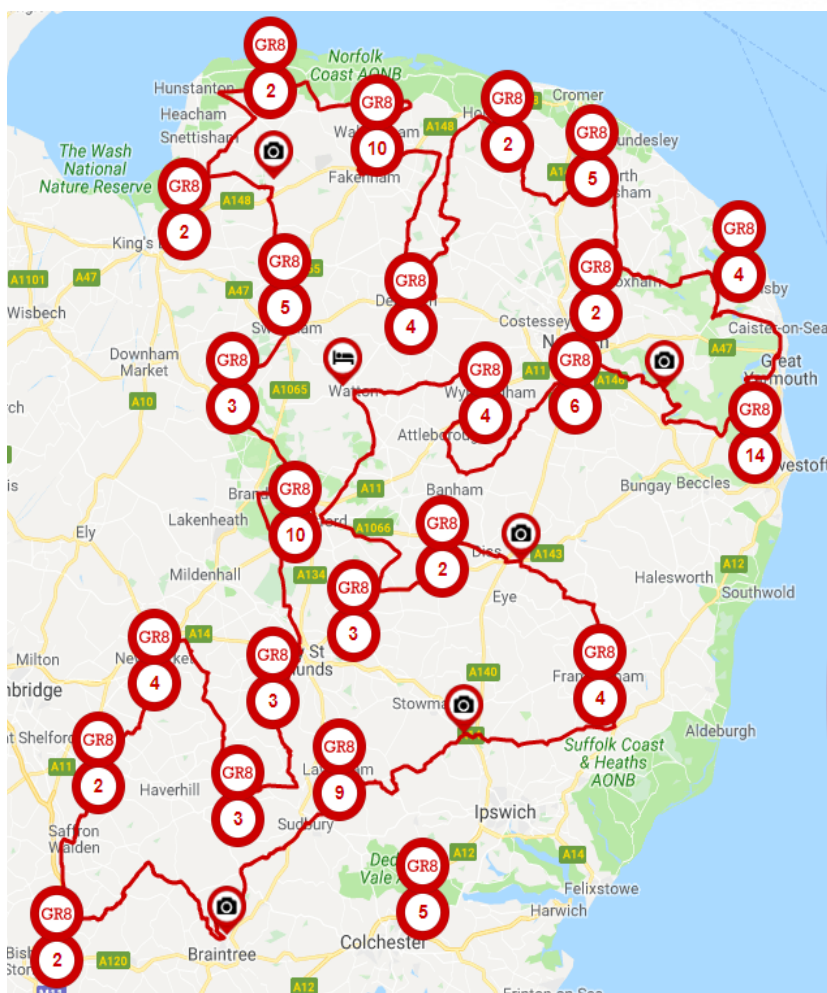 GR8
2
Norfolk
Coast AONB
Hunstanton
Heacham
Snettisham
GR8
10
A148
Fakenham
GR8
2
Cromer
GR8
5
The Wash
National
Nature Reserve
GR8
2
A148
King's
A1101
A47
Wisbech
GR8
5
A47
GR8
4
GR8
2
Costessey
GR8
4
Caister-on-Sea
A47
Great
Yarmouth
Downham
Market
A10
GR8
3
A1065
Watton
GR8
4
Attleborough
A11
GR8
6
A146
GR8
14
Bungay
Beccles
Ely
Lakenheath
GR8
10
A11
A1066
Mildenhall
A134
Banham
GR8
2
Diss
A143
Eye
Halesworth
A12
Southwold
GR8
3
Milton
GR8
4
A14
GR8
3
A140
GR8
4
Aldeburgh
Suffolk Coast
& Heaths
AONB
GR8
2
A11
Haverhill
GR8
3
GR8
9
Sudbury
Ipswich
Saffron
Walden
GR8
5
A12
A14
Felixstowe
Harwich
Colchester
GR8
2
A120
Braintree
A12